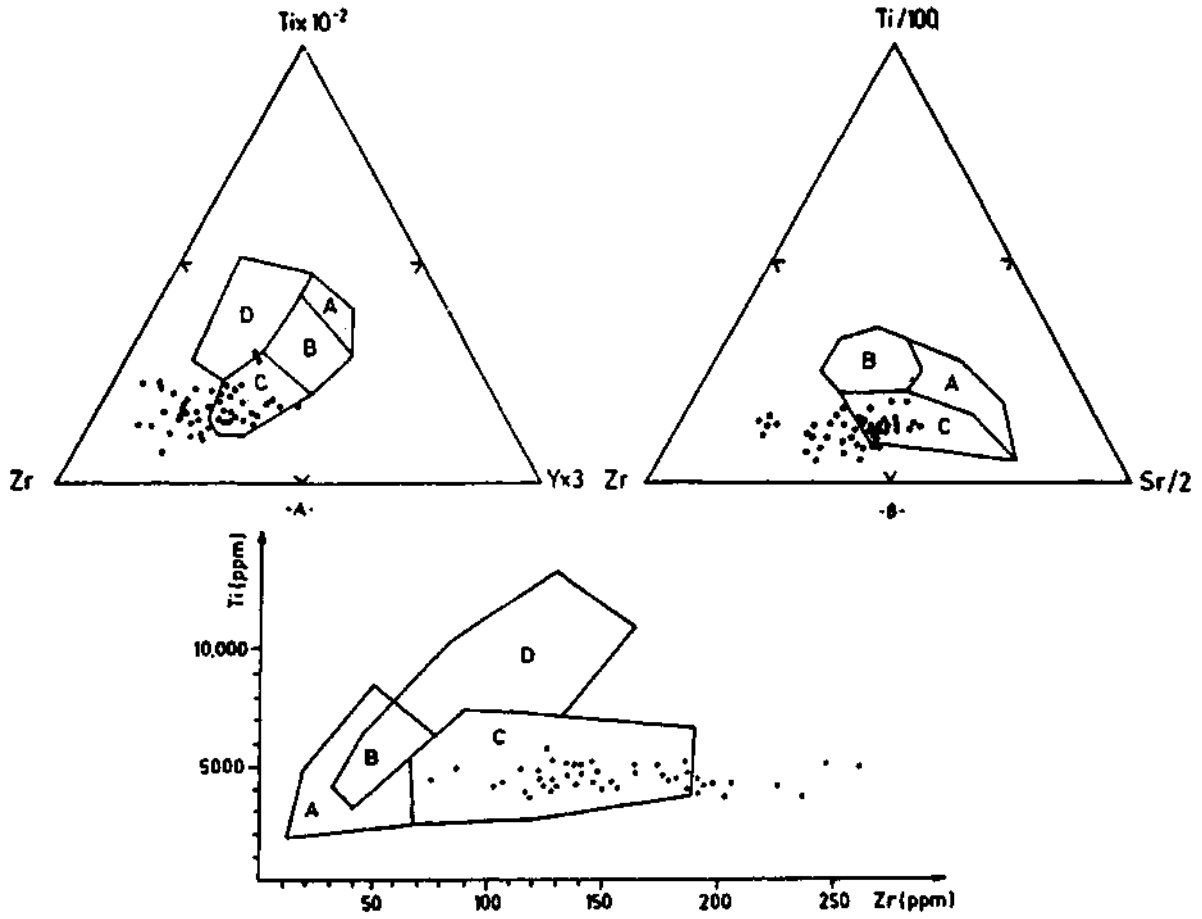 Tix10⁻²
D
A
B
C
Zr
Yx3
-A-
Ti/100
B
A
C
Zr
Sr/2
-B-
Ti(ppm)
10,000
5000
D
C
B
A
50
100
150
200
250
Zr(ppm)